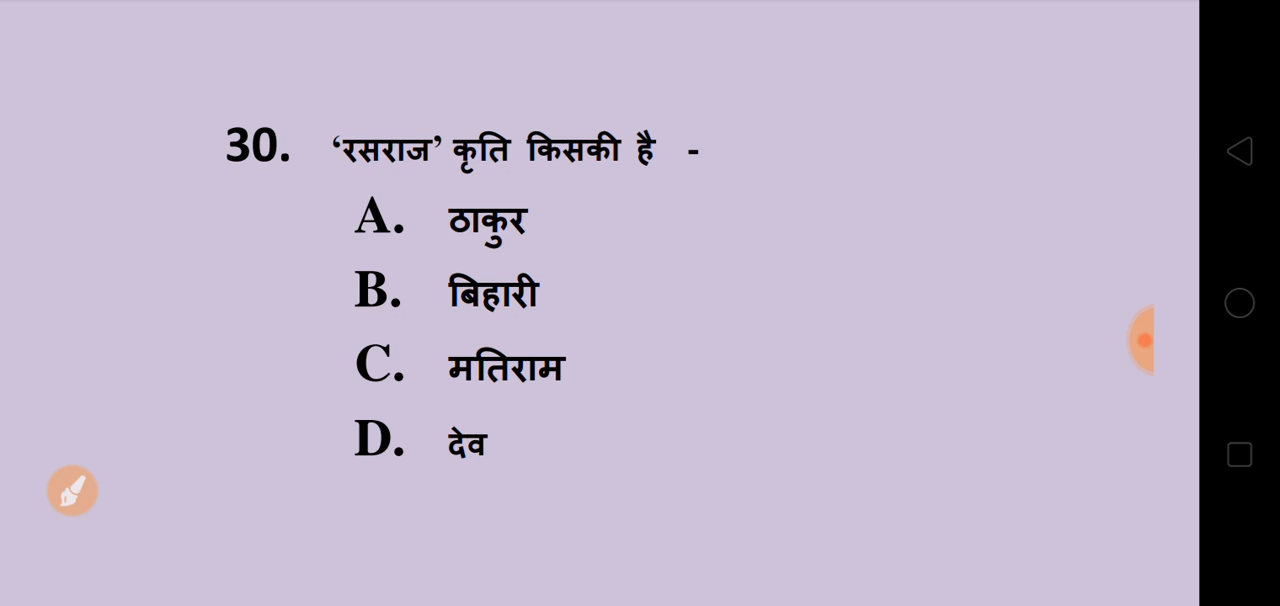 30. ‘रसराज’ कृति किसकी है -
A. ठाकुर
B. बिहारी
C. मतिराम
D. देव